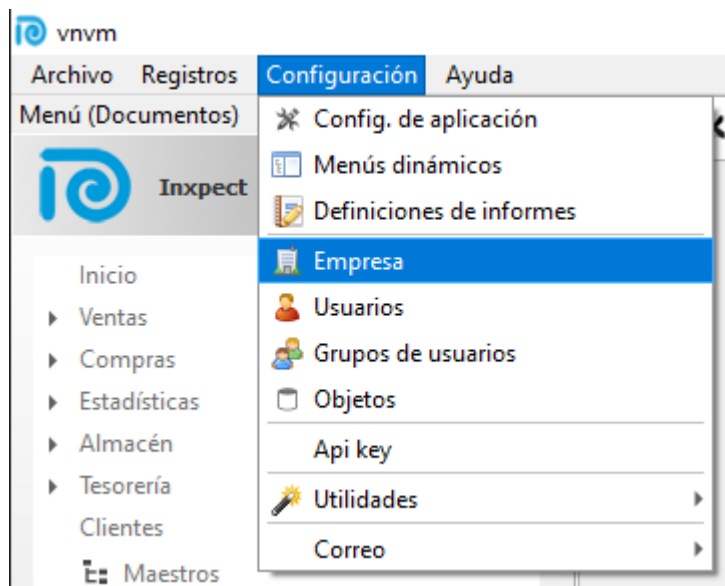 vnvm
Archivo Registros Configuración Ayuda
Menú (Documentos)
Config. de aplicación
Menús dinámicos
Definiciones de informes
Empresa
Usuarios
Grupos de usuarios
Objetos
Api key
Utilidades
Correo
Inxpect
Inicio
Ventas
Compras
Estadísticas
Almacén
Tesorería
Clientes
Maestros